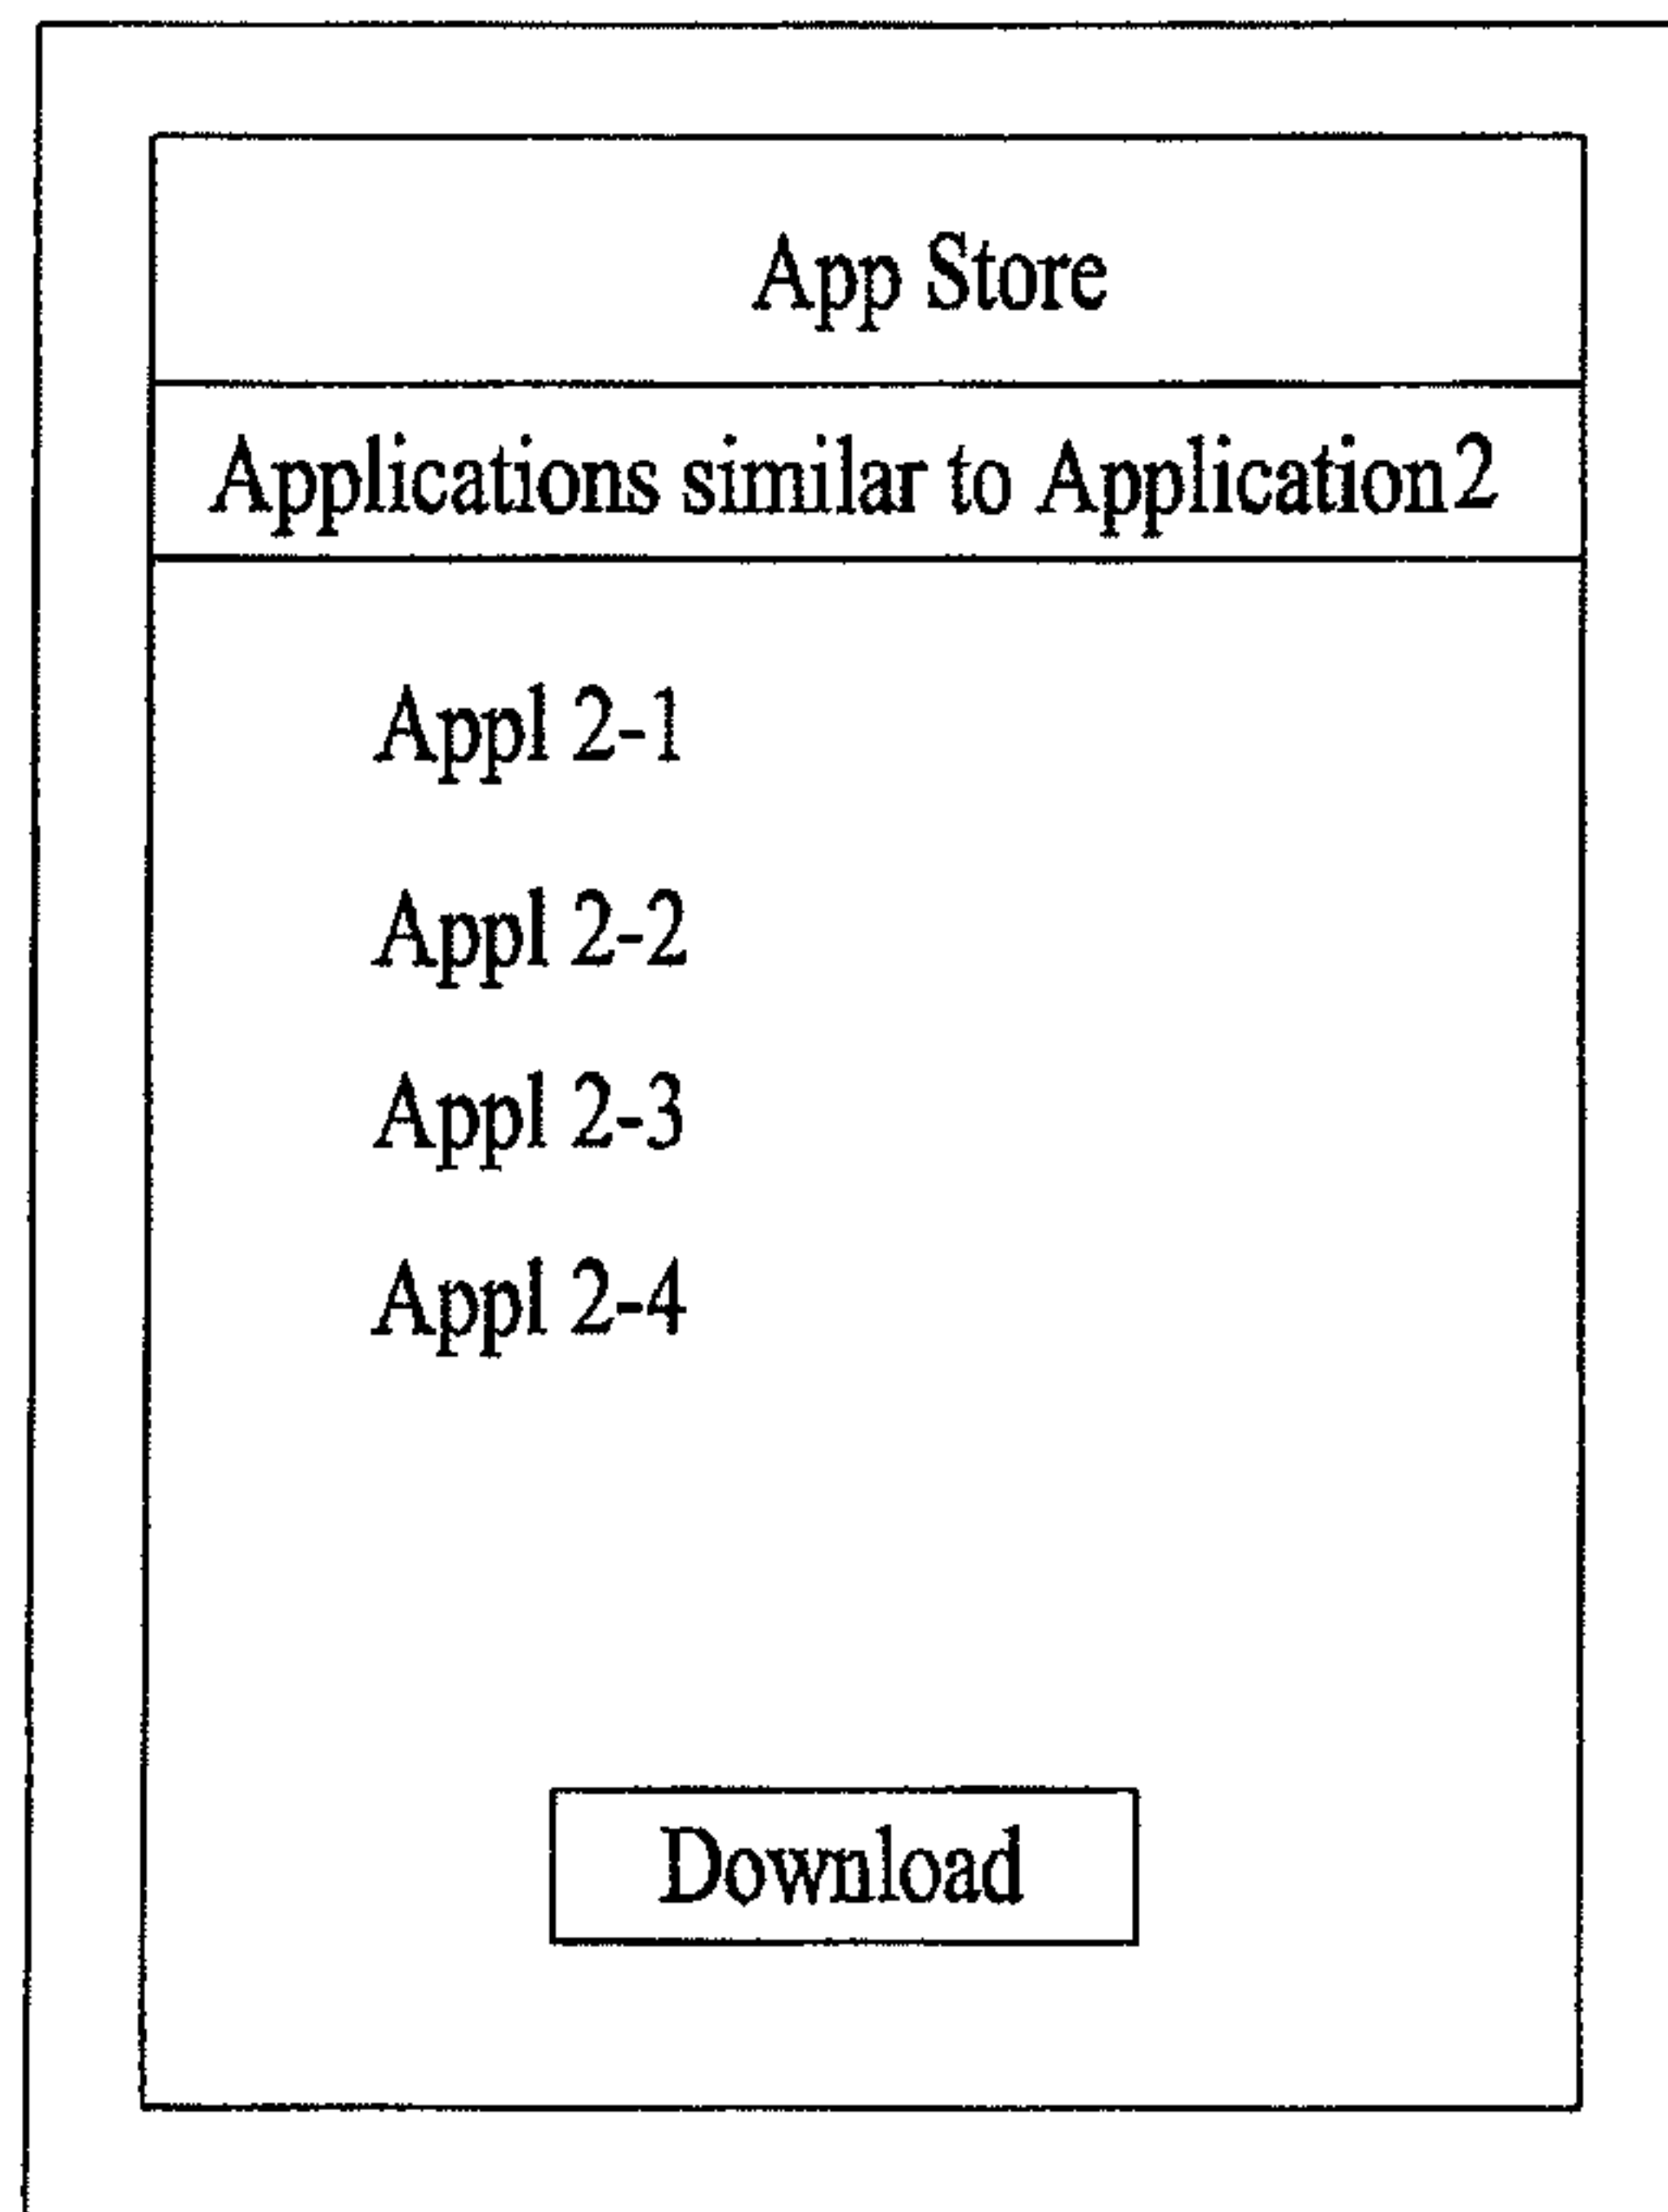 App Store
Applications similar to Application2
Appl 2-1
Appl 2-2
Appl 2-3
Appl 2-4
Download